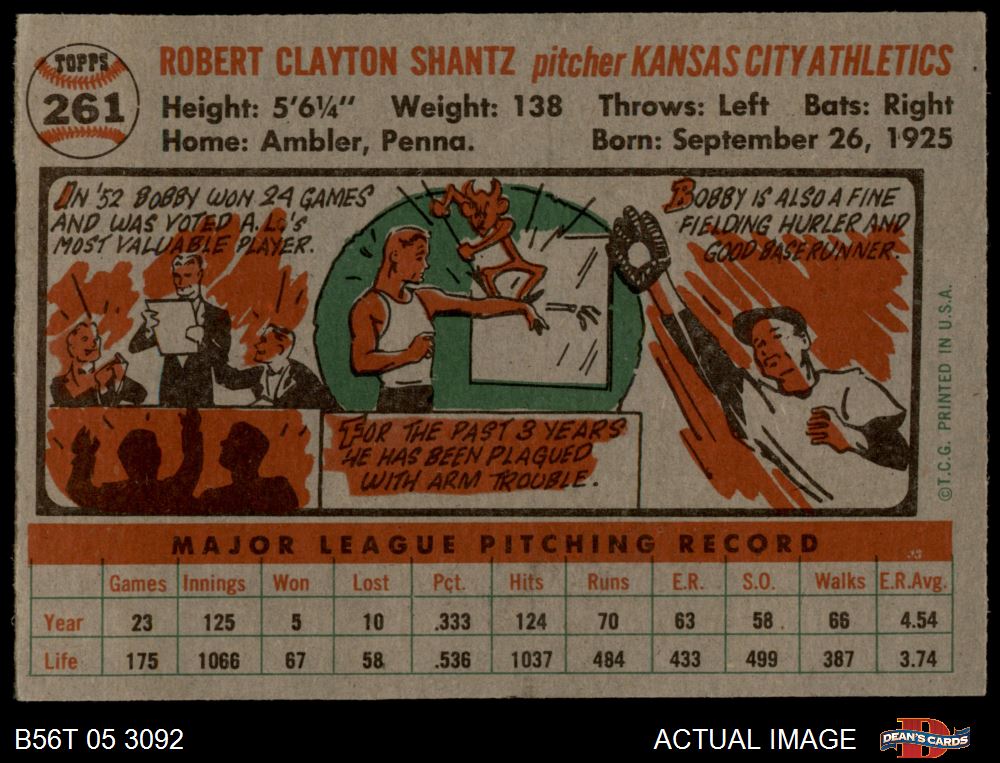 TOPPS
261
ROBERT CLAYTON SHANTZ pitcher KANSAS CITY ATHLETICS
Height: 5'6¼" Weight: 138 Throws: Left Bats: Right
Home: Ambler, Penna. Born: September 26, 1925
IN '52 BOBBY WON 24 GAMES
AND WAS VOTED A.L.'S
MOST VALUABLE PLAYER.
FOR THE PAST 3 YEARS
HE HAS BEEN PLAGUED
WITH ARM TROUBLE.
BOBBY IS ALSO A FINE
FIELDING HURLER AND
GOOD BASERUNNER.
©T.C.G. PRINTED IN U.S.A.
MAJOR LEAGUE PITCHING RECORD
Games Innings Won Lost Pct. Hits Runs E.R. S.O. Walks E.R.Avg.
Year 23 125 5 10 .333 124 70 63 58 66 4.54
Life 175 1066 67 58 .536 1037 484 433 499 387 3.74
B56T 05 3092
ACTUAL IMAGE
D
DEAN'S CARDS